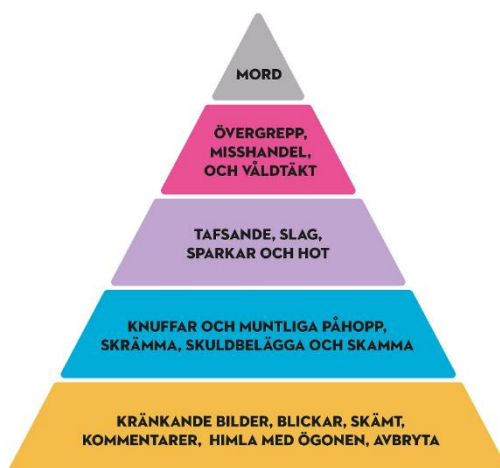 MORD
ÖVERGREPP,
MISSHANDEL,
OCH VÅLDTÄKT
TAFSANDE, SLAG,
SPARKAR OCH HOT
KNUFFAR OCH MUNTLIGA PÅHOPP,
SKRÄMMA, SKULDBELÄGGA OCH SKAMMA
KRÄNKANDE BILDER, BLICKAR, SKÄMT,
KOMMENTARER, HIMLA MED ÖGONEN, AVBRYTA